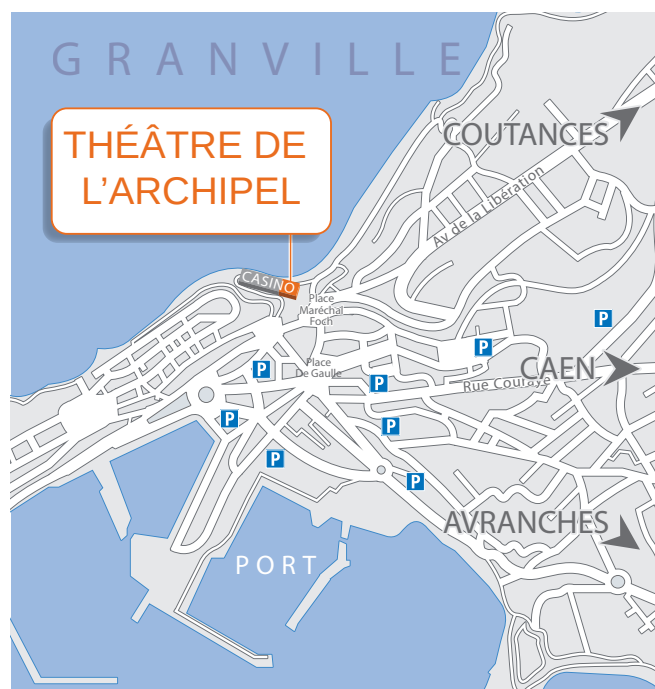 GRANVILLE
THÉÂTRE DE
L'ARCHIPEL
COUTANCES
Av de la Libération
CASINO
Place
Maréchal
Foch
P
P
Place
De Gaulle
P
P
CAEN
Rue Couraye
P
P
P
P
AVRANCHES
PORT